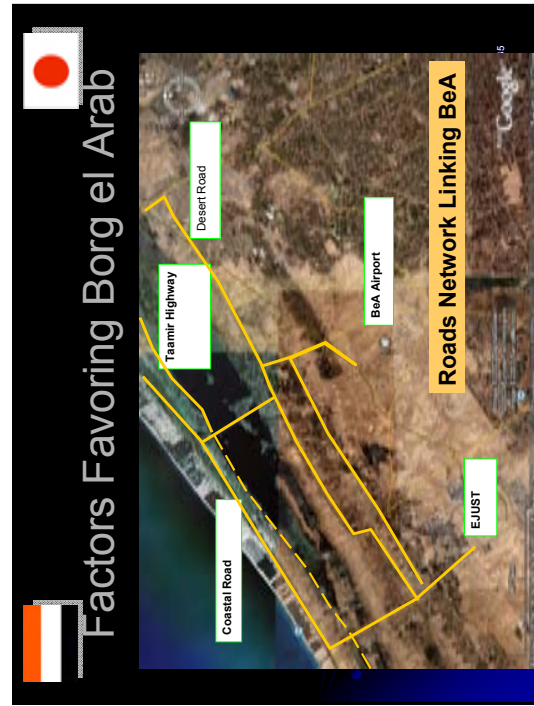 Factors Favoring Borg el Arab
Coastal Road
Taamir Highway
Desert Road
BeA Airport
EJUST
Roads Network Linking BeA
Google